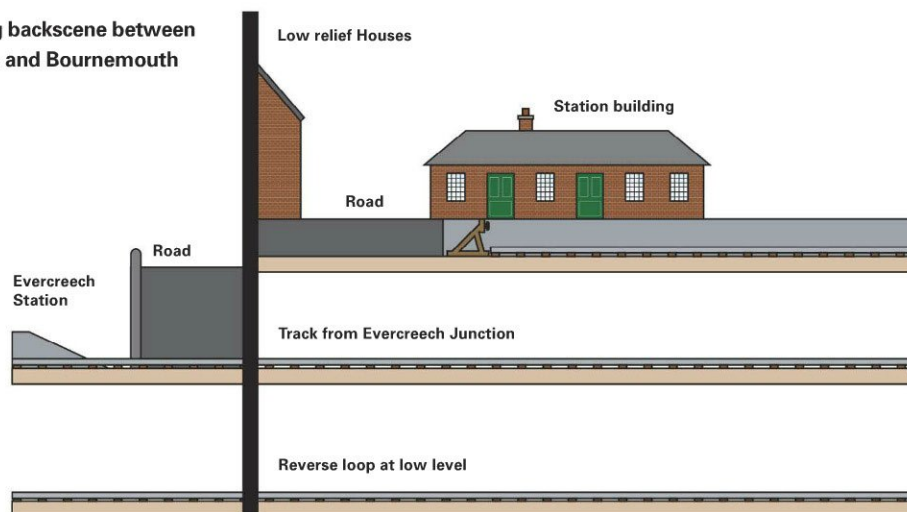 backscene between
and Bournemouth
Low relief Houses
Station building
Road
Road
Evercreech
Station
Track from Evercreech Junction
Reverse loop at low level